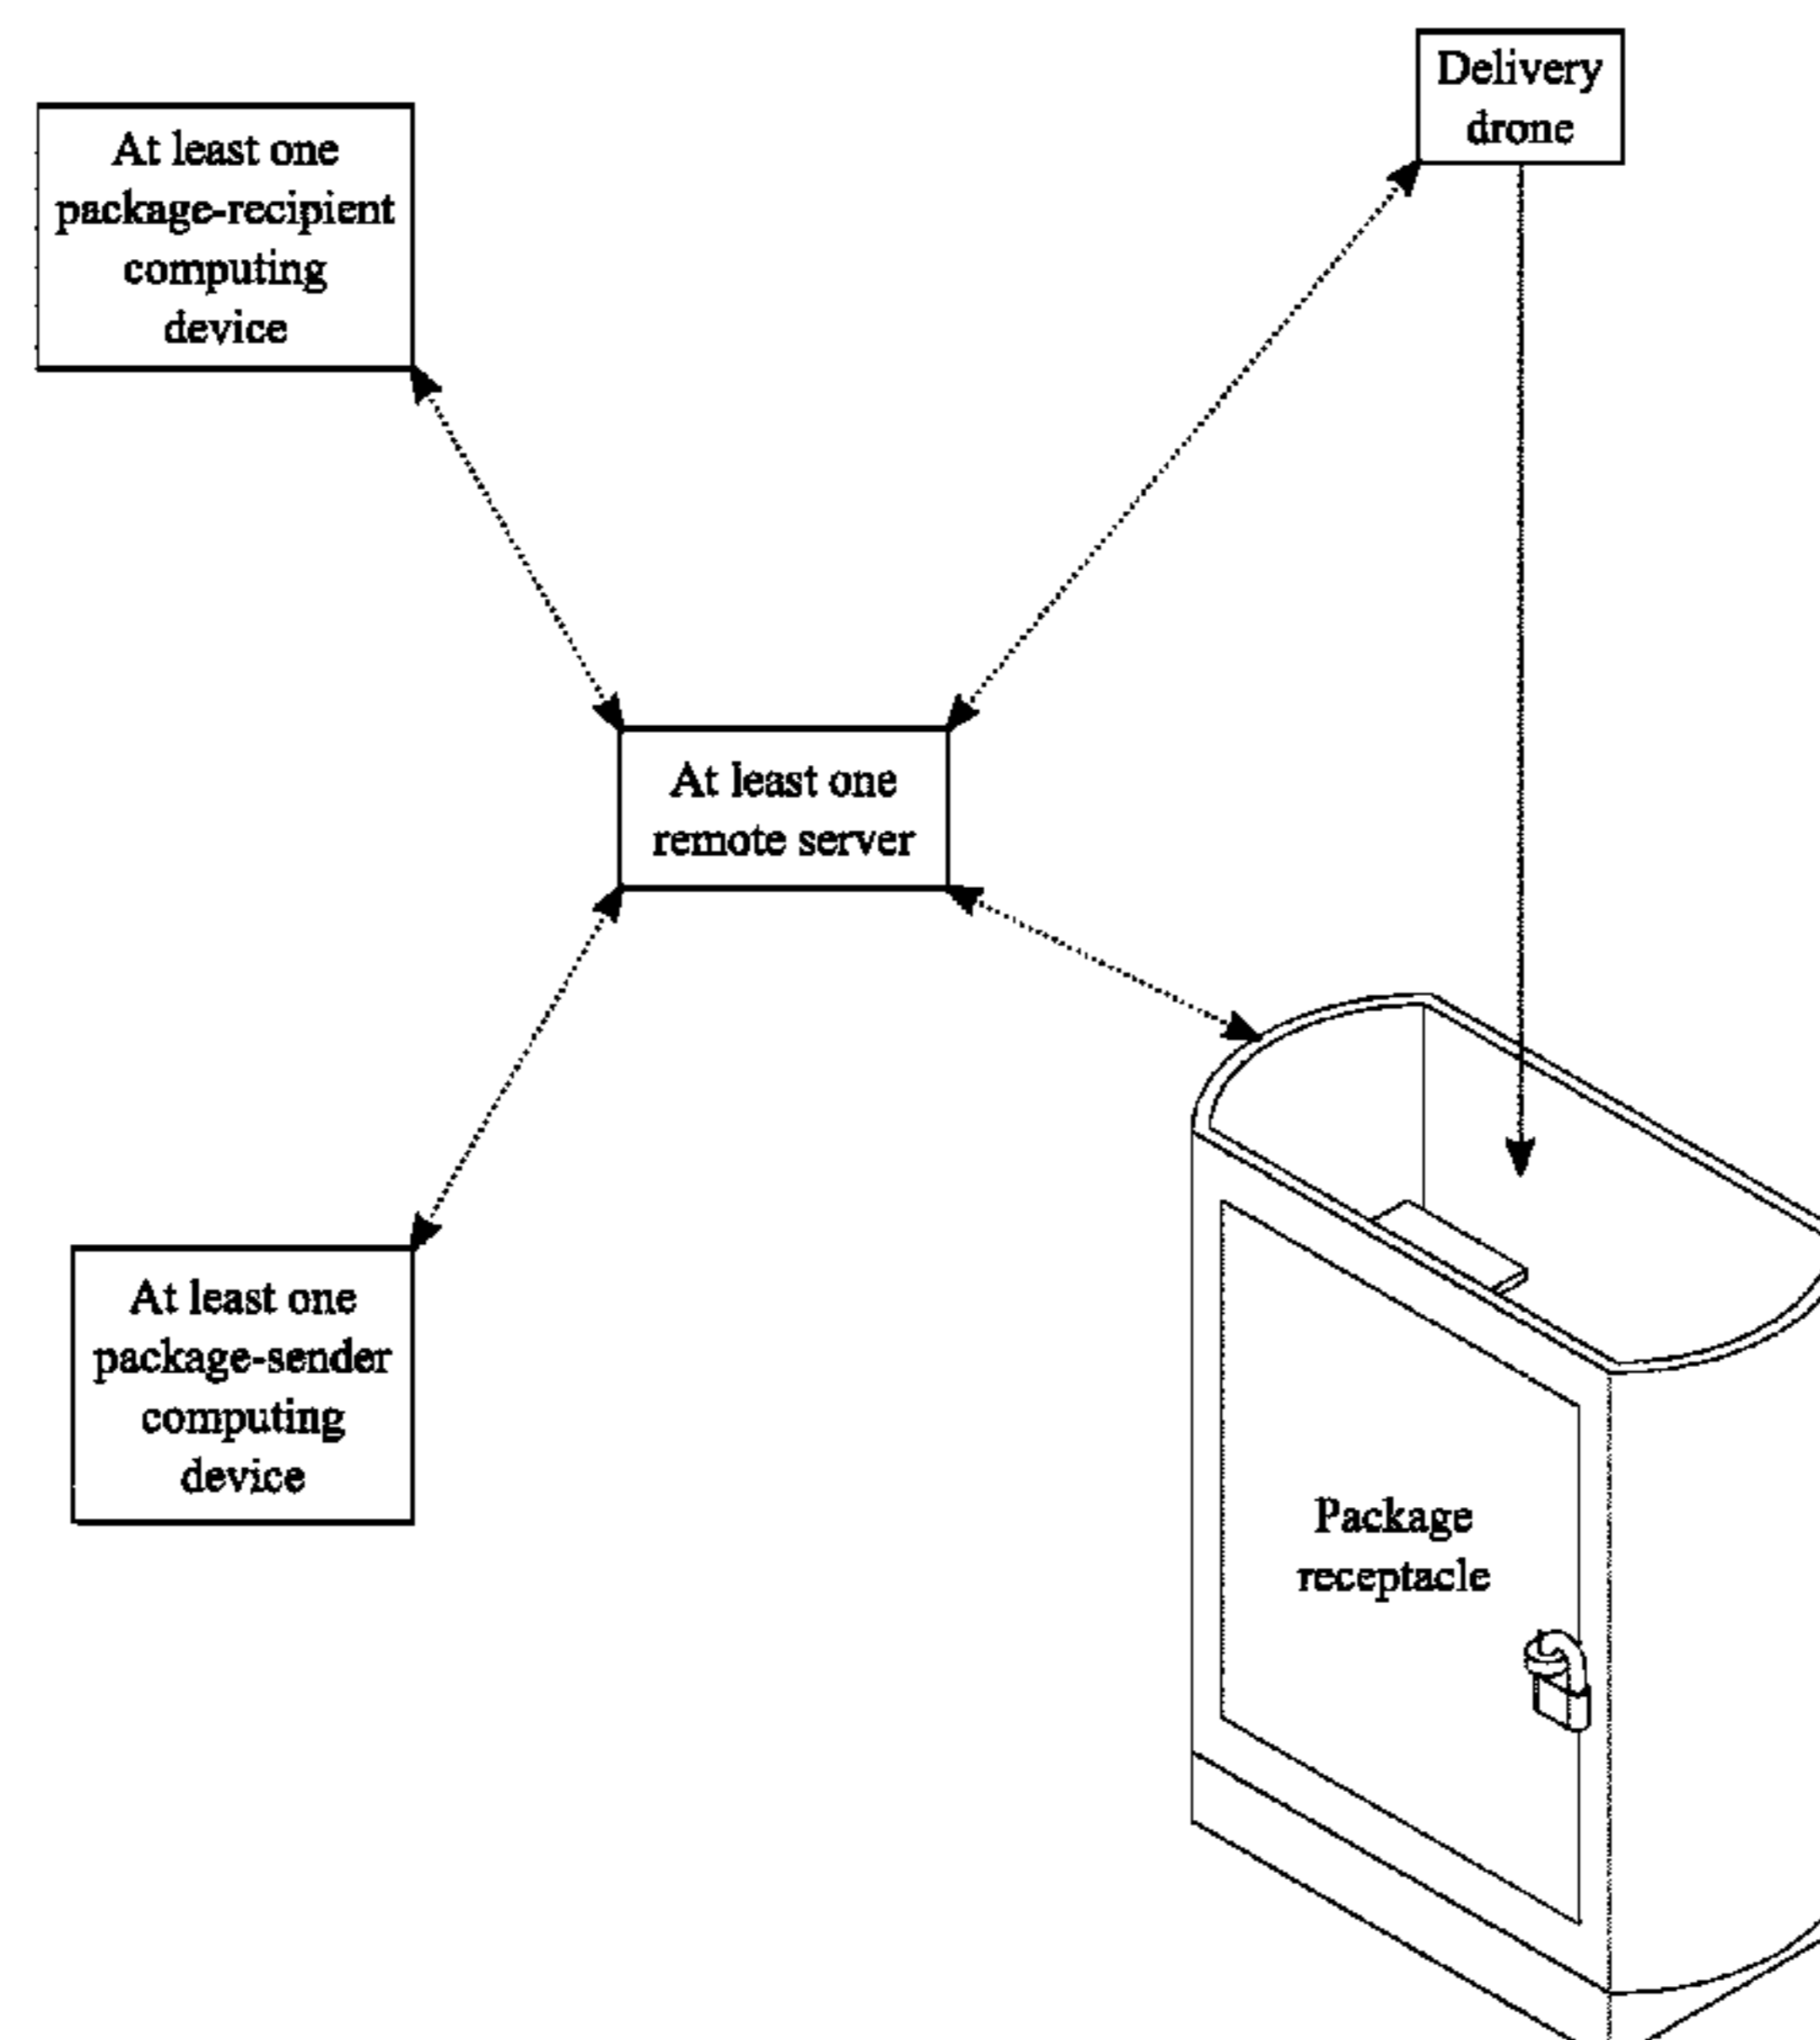 Delivery
drone
At least one
package-recipient
computing
device
At least one
remote server
At least one
package-sender
computing
device
Package
receptacle